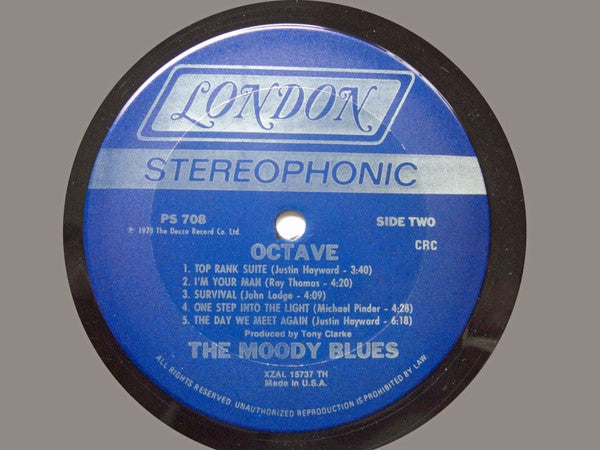 LONDON
STEREOPHONIC
PS 708 SIDE TWO
℗ 1978 The Decca Record Co. Ltd. CRC
OCTAVE
1. TOP RANK SUITE (Justin Hayward - 3:40)
2. I'M YOUR MAN (Ray Thomas - 4:20)
3. SURVIVAL (John Lodge - 4:09)
4. ONE STEP INTO THE LIGHT (Michael Pinder - 4:28)
5. THE DAY WE MEET AGAIN (Justin Hayward - 6:18)
Produced by Tony Clarke
THE MOODY BLUES
XZAL 15737 TH
Made in U.S.A.
ALL RIGHTS RESERVED. UNAUTHORIZED REPRODUCTION IS PROHIBITED BY LAW